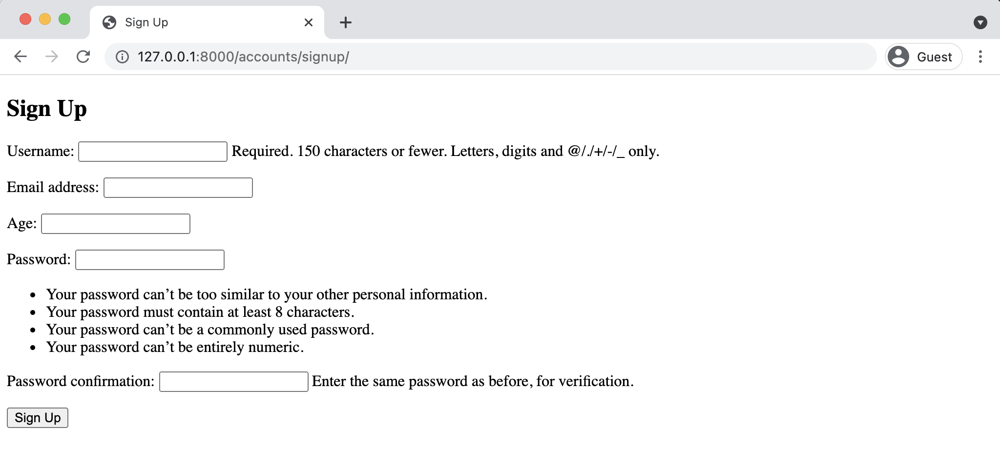 Sign Up
127.0.0.1:8000/accounts/signup/
Guest
Sign Up
Username: Required. 150 characters or fewer. Letters, digits and @/./+/-/_ only.
Email address:
Age:
Password:
• Your password can’t be too similar to your other personal information.
• Your password must contain at least 8 characters.
• Your password can’t be a commonly used password.
• Your password can’t be entirely numeric.
Password confirmation: Enter the same password as before, for verification.
Sign Up